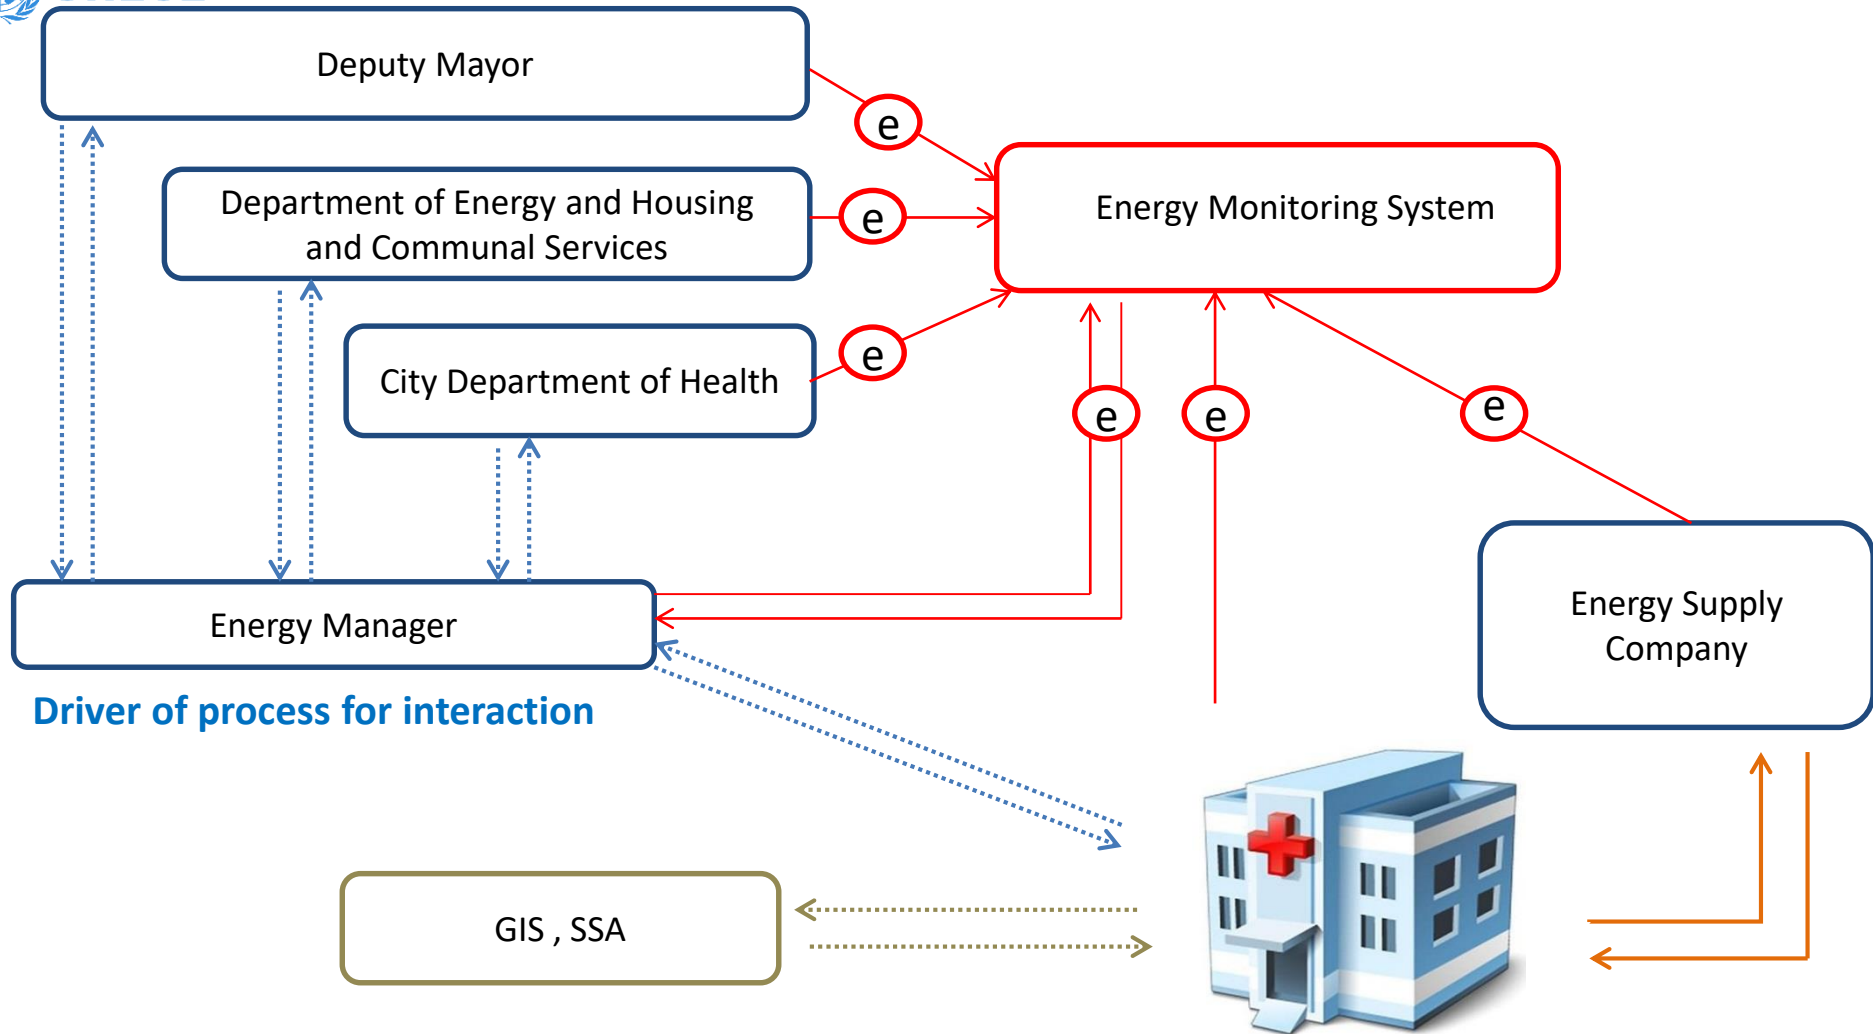 Deputy Mayor
e
Department of Energy and Housing
and Communal Services
e
Energy Monitoring System
City Department of Health
e
e
e
e
Energy Manager
Energy Supply
Company
Driver of process for interaction
GIS , SSA